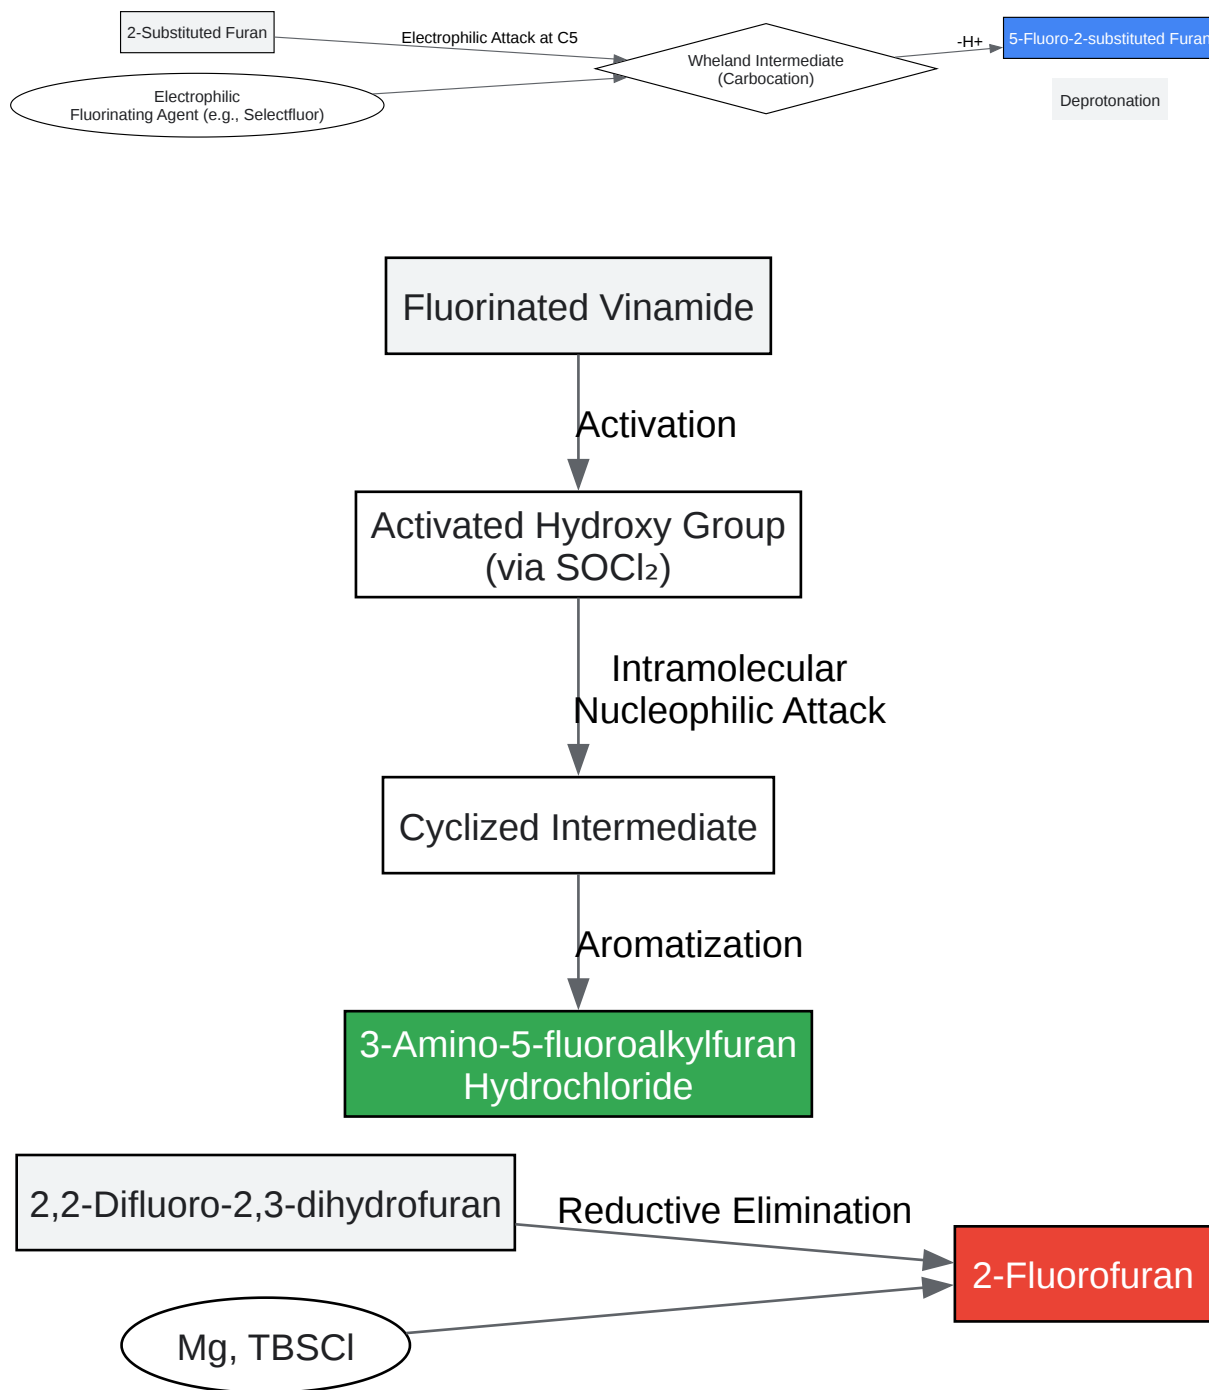 2-Substituted Furan
Electrophilic Attack at C5
Electrophilic
Fluorinating Agent (e.g., Selectfluor)
Wheland Intermediate
(Carbocation)
-H+
5-Fluoro-2-substituted Furan
Deprotonation
Fluorinated Vinamide
Activation
Activated Hydroxy Group
(via SOCl₂)
Intramolecular
Nucleophilic Attack
Cyclized Intermediate
Aromatization
3-Amino-5-fluoroalkylfuran
Hydrochloride
2,2-Difluoro-2,3-dihydrofuran
Reductive Elimination
2-Fluorofuran
Mg, TBSCl